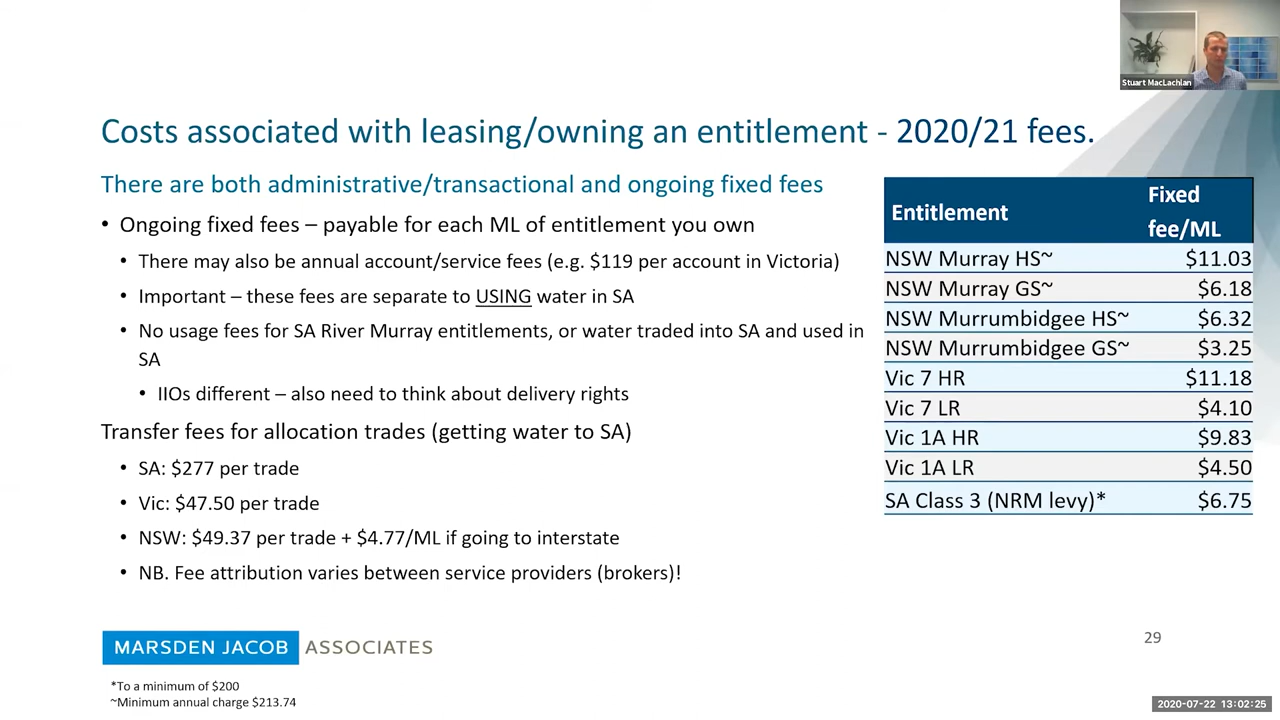 Stuart MacLachlan
Costs associated with leasing/owning an entitlement - 2020/21 fees.
There are both administrative/transactional and ongoing fixed fees
• Ongoing fixed fees – payable for each ML of entitlement you own
• There may also be annual account/service fees (e.g. $119 per account in Victoria)
• Important – these fees are separate to USING water in SA
• No usage fees for SA River Murray entitlements, or water traded into SA and used in
SA
• IIOs different – also need to think about delivery rights
Transfer fees for allocation trades (getting water to SA)
• SA: $277 per trade
• Vic: $47.50 per trade
• NSW: $49.37 per trade + $4.77/ML if going to interstate
• NB. Fee attribution varies between service providers (brokers)!
Entitlement Fixed
fee/ML
NSW Murray HS~ $11.03
NSW Murray GS~ $6.18
NSW Murrumbidgee HS~ $6.32
NSW Murrumbidgee GS~ $3.25
Vic 7 HR $11.18
Vic 7 LR $4.10
Vic 1A HR $9.83
Vic 1A LR $4.50
SA Class 3 (NRM levy)* $6.75
MARSDEN JACOB ASSOCIATES
29
*To a minimum of $200
~Minimum annual charge $213.74
2020-07-22 13:02:25